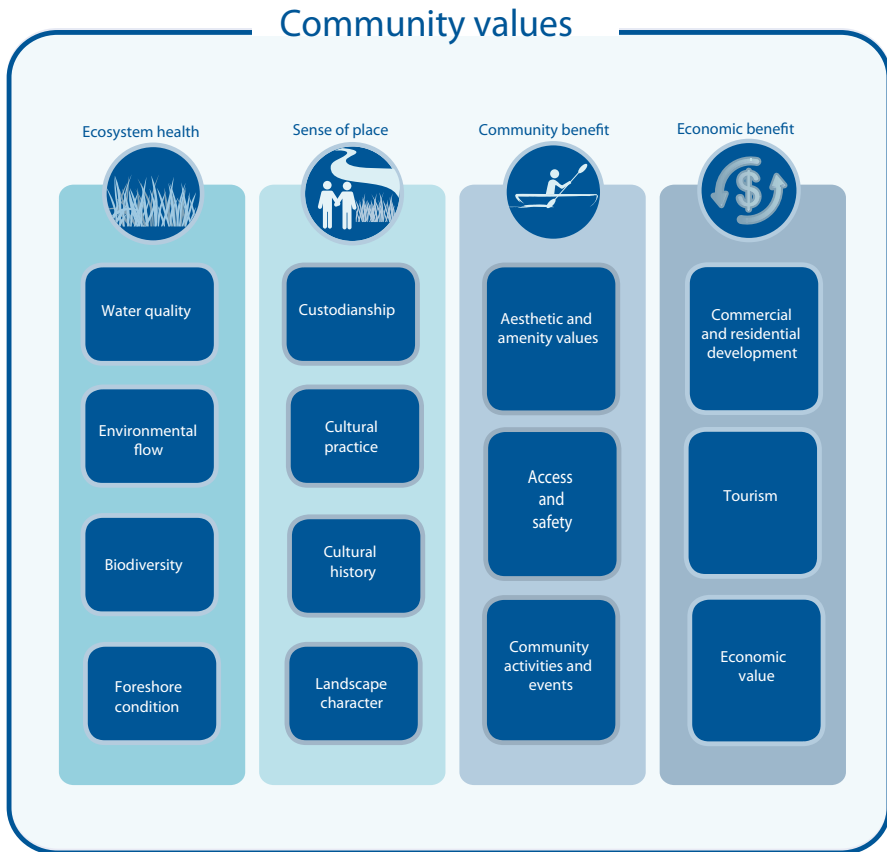 Community values
Ecosystem health
Water quality
Environmental
flow
Biodiversity
Foreshore
condition
Sense of place
Custodianship
Cultural
practice
Cultural
history
Landscape
character
Community benefit
Aesthetic and
amenity values
Access
and
safety
Community
activities and
events
Economic benefit
$
Commercial
and residential
development
Tourism
Economic
value